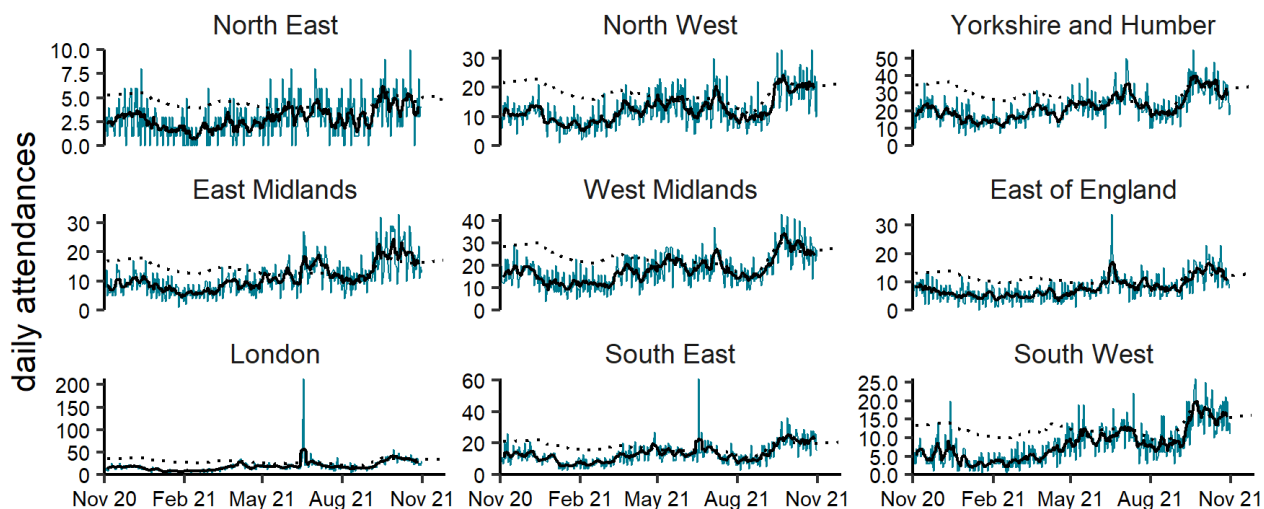 North East North West Yorkshire and Humber
10.0 30 50
7.5 40
5.0 20 30
2.5 10 20
10
0.0 0 0
East Midlands West Midlands East of England
30 40 30
20 30 20
10 20 10
10
0 0 0
London South East South West
200 60 25.0
150 40 20.0
100 15.0
50 20 10.0
5.0
0 0 0.0
Nov 20 Feb 21 May 21 Aug 21 Nov 21 Nov 20 Feb 21 May 21 Aug 21 Nov 21 Nov 20 Feb 21 May 21 Aug 21 Nov 21
daily attendances